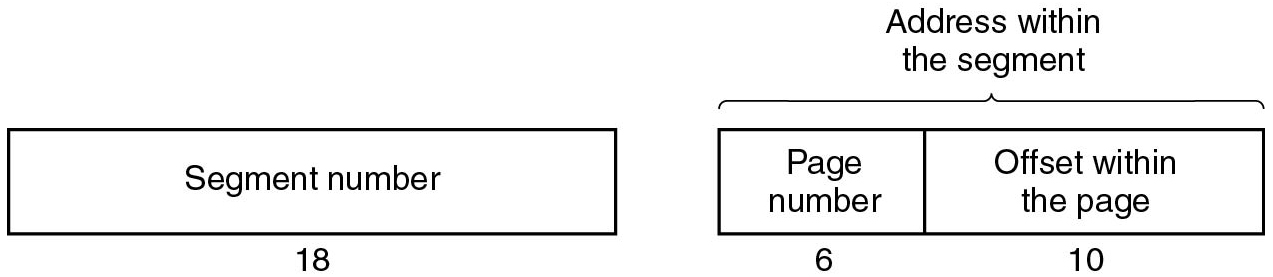 Address within
the segment
Segment number
Page
number
Offset within
the page
18
6
10